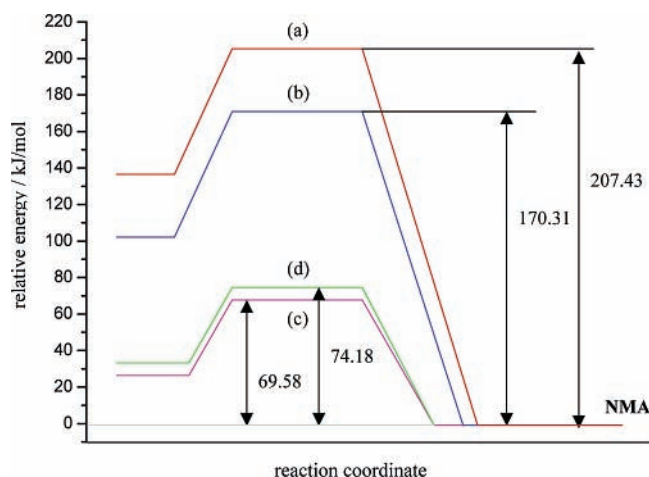 220
200
180
160
140
120
100
80
60
40
20
0
relative energy / kJ/mol
(a)
(b)
(d)
(c)
69.58
74.18
170.31
207.43
NMA
reaction coordinate